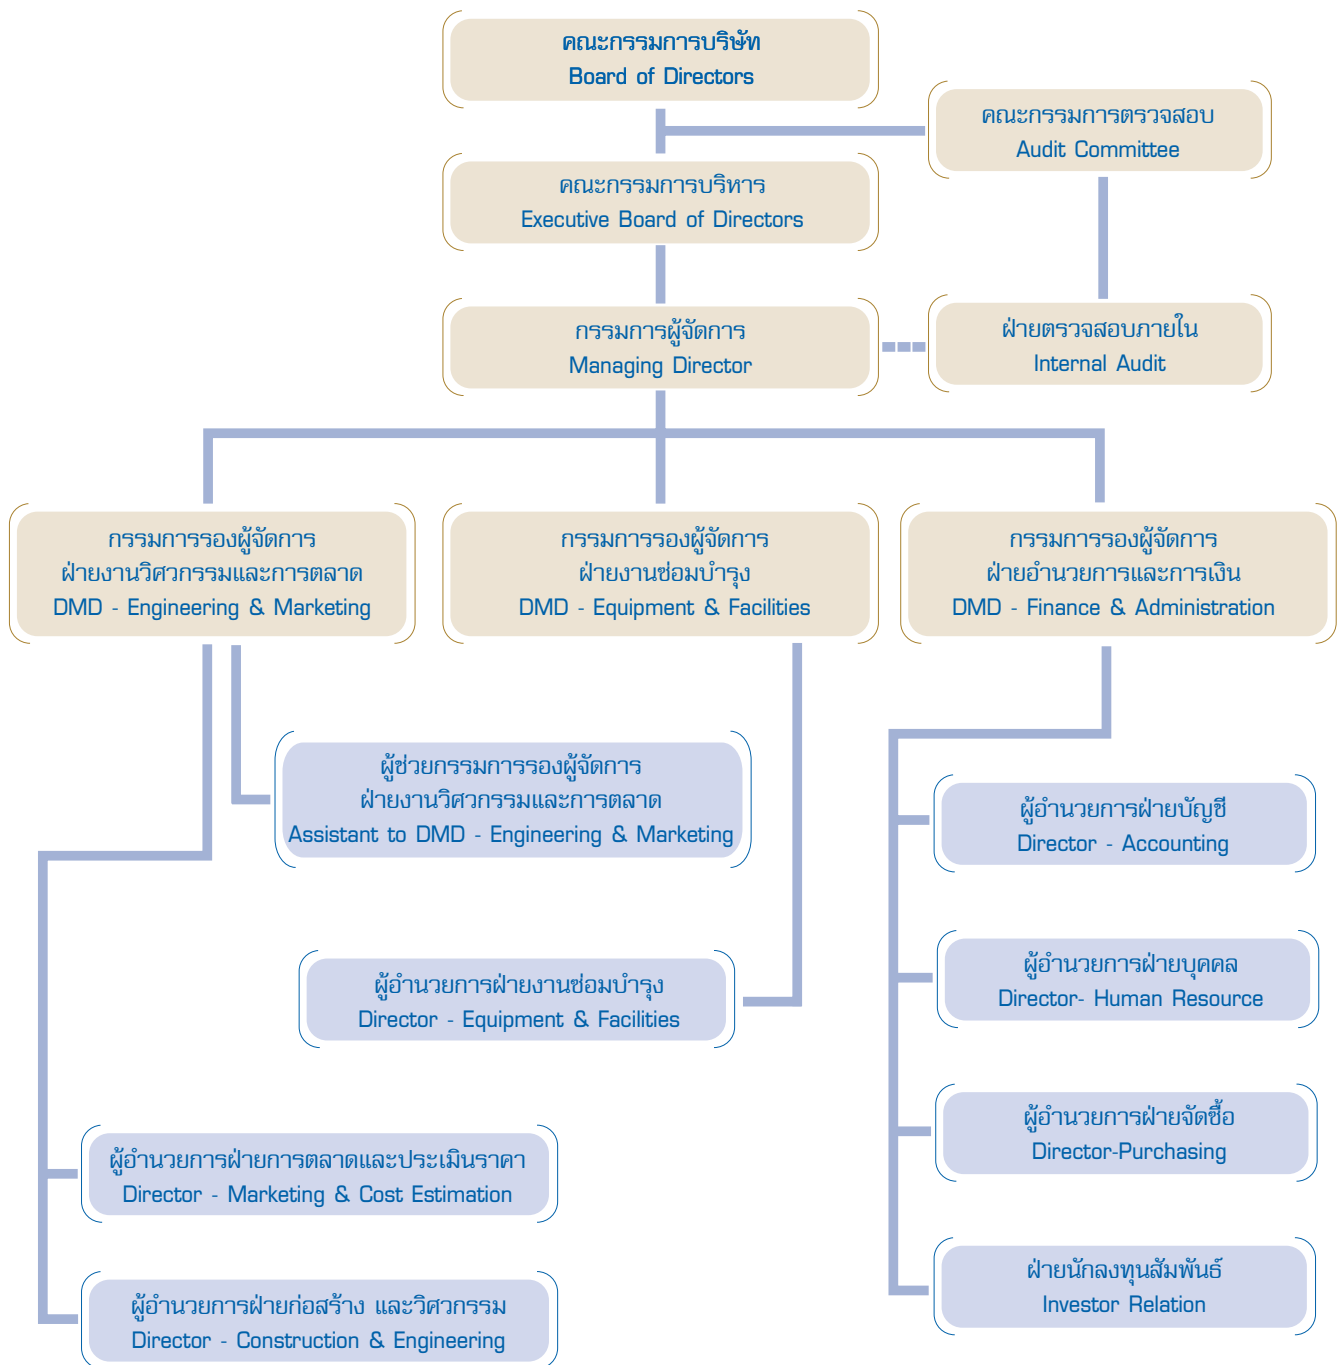 คณะกรรมการบริษัท
Board of Directors
คณะกรรมการตรวจสอบ
Audit Committee
คณะกรรมการบริหาร
Executive Board of Directors
กรรมการผู้จัดการ
Managing Director
ฝ่ายตรวจสอบภายใน
Internal Audit
กรรมการรองผู้จัดการ
ฝ่ายงานวิศวกรรมและการตลาด
DMD - Engineering & Marketing
กรรมการรองผู้จัดการ
ฝ่ายงานซ่อมบำรุง
DMD - Equipment & Facilities
กรรมการรองผู้จัดการ
ฝ่ายอำนวยการและการเงิน
DMD - Finance & Administration
ผู้ช่วยกรรมการรองผู้จัดการ
ฝ่ายงานวิศวกรรมและการตลาด
Assistant to DMD - Engineering & Marketing
ผู้อำนวยการฝ่ายบัญชี
Director - Accounting
ผู้อำนวยการฝ่ายงานซ่อมบำรุง
Director - Equipment & Facilities
ผู้อำนวยการฝ่ายบุคคล
Director- Human Resource
ผู้อำนวยการฝ่ายจัดซื้อ
Director-Purchasing
ผู้อำนวยการฝ่ายการตลาดและประเมินราคา
Director - Marketing & Cost Estimation
ฝ่ายนักลงทุนสัมพันธ์
Investor Relation
ผู้อำนวยการฝ่ายก่อสร้าง และวิศวกรรม
Director - Construction & Engineering